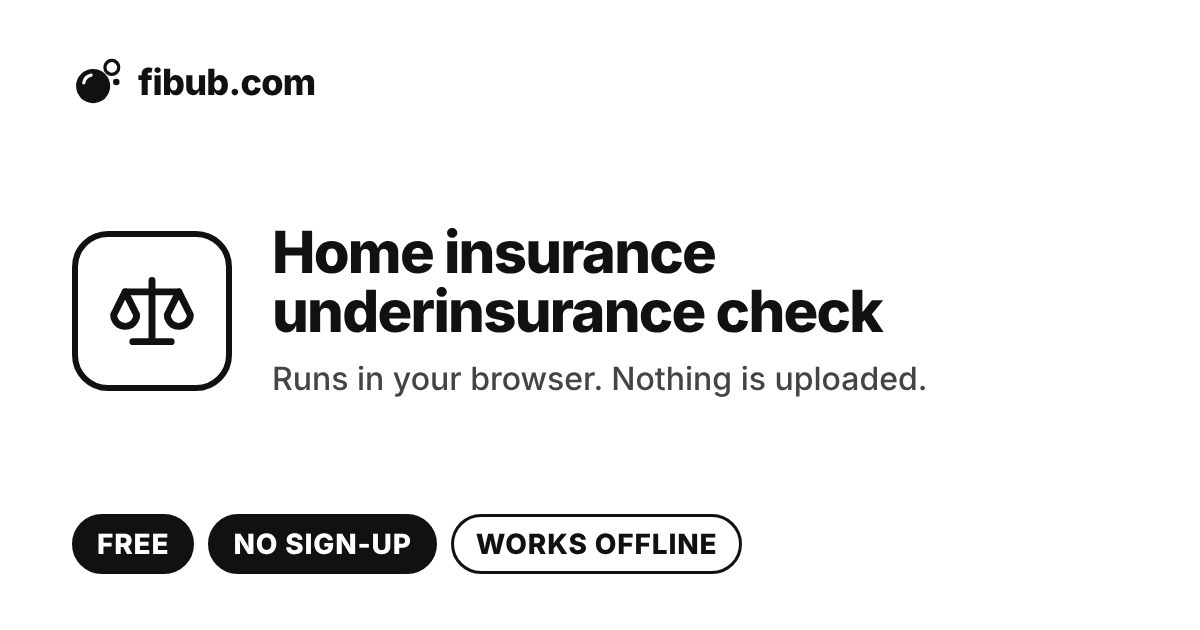 fibub.com
Home insurance
underinsurance check
Runs in your browser. Nothing is uploaded.
FREE
NO SIGN-UP
WORKS OFFLINE